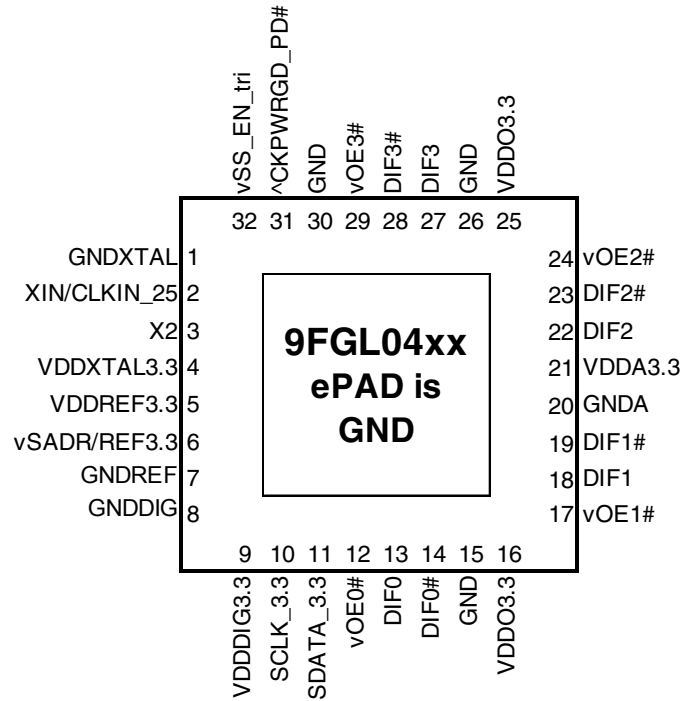 vSS_EN_tri
^CKPWRGD_PD#
GND
vOE3#
DIF3#
DIF3
GND
VDDO3.3
32 31 30 29 28 27 26 25
GNDXTAL 1
XIN/CLKIN_25 2
X2 3
VDDXTAL3.3 4
VDDREF3.3 5
vSADR/REF3.3 6
GNDREF 7
GNDDIG 8
9FGL04xx
ePAD is
GND
24 vOE2#
23 DIF2#
22 DIF2
21 VDDA3.3
20 GNDA
19 DIF1#
18 DIF1
17 vOE1#
9 10 11 12 13 14 15 16
VDDDIG3.3
SCLK_3.3
SDATA_3.3
vOE0#
DIF0
DIF0#
GND
VDDO3.3